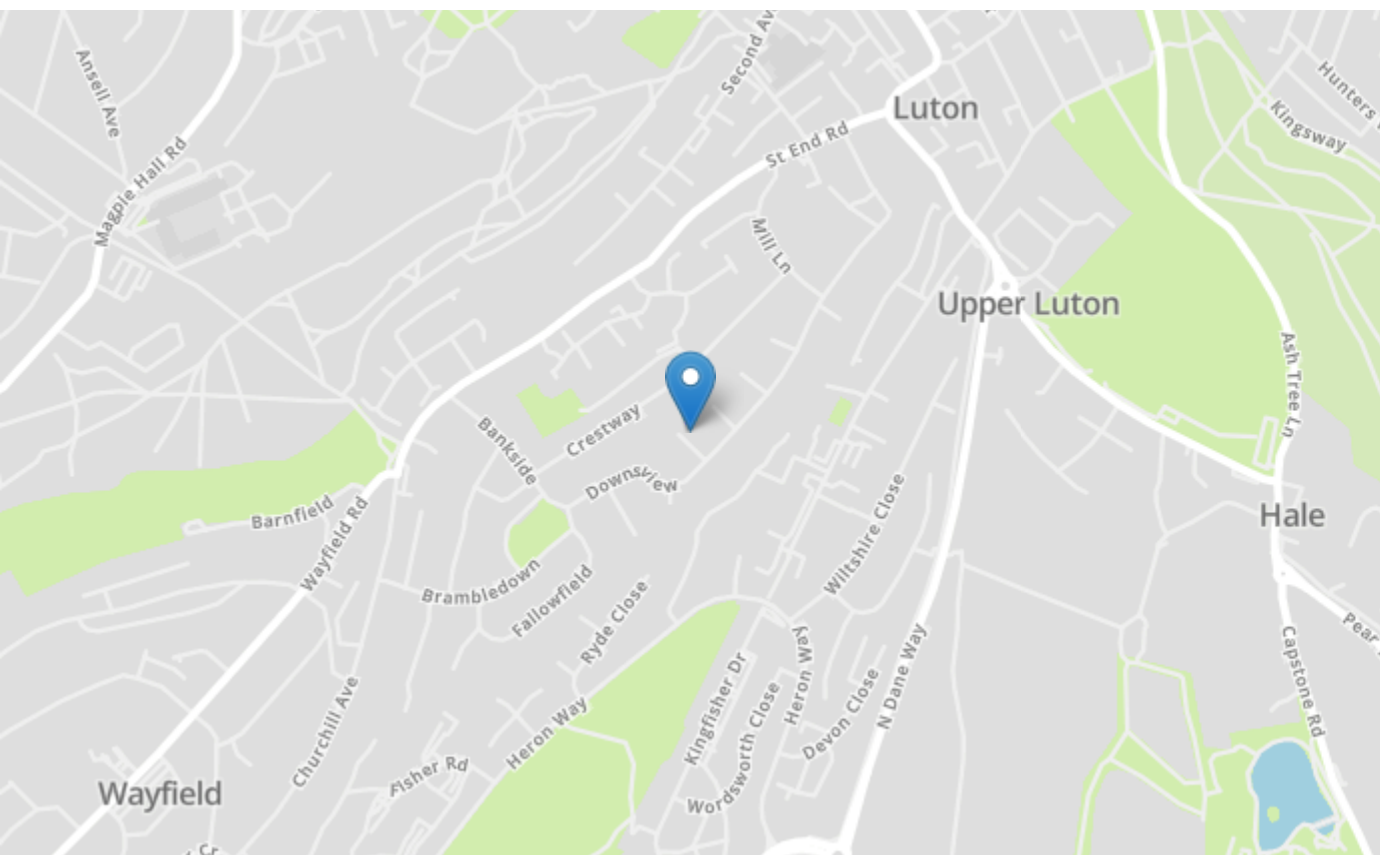 Ansell Ave
Second Av
Hunters
Kingsway
Luton
St End Rd
Magpie Hall Rd
Mill Ln
Upper Luton
Ash Tree Ln
Crestway
Bankside
Downsview
Barnfield
Wayfield Rd
Wiltshire Close
Hale
Brambledown
Fallowfield
Ryde Close
Heron Way
Kingfisher Dr
Wordsworth Close
Heron Way
Devon Close
N Dane Way
Capstone Rd
Pear
Churchill Ave
Fisher Rd
Wayfield
Cr